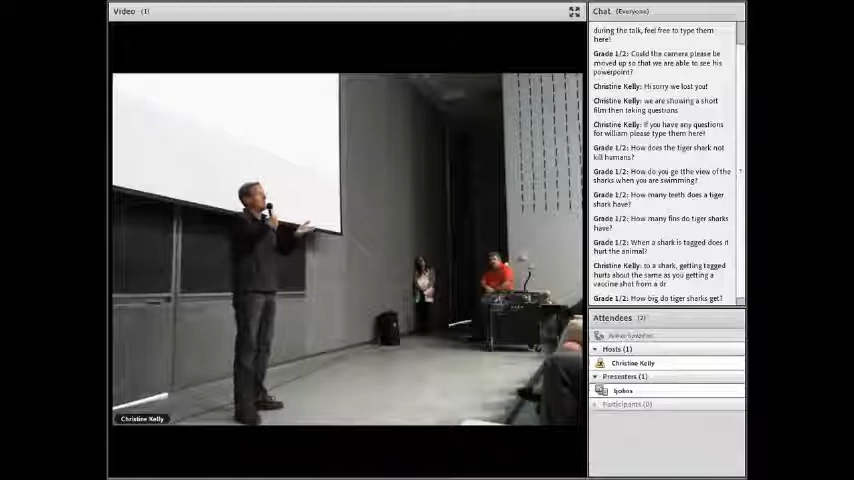 Video (1)
Chat (Everyone)
during the talk, feel free to type them
here!
Grade 1/2: Could the camera please be
moved up so that we are able to see his
powerpoint?
Christine Kelly: Hi sorry we lost you!
Christine Kelly: we are showing a short
film then taking questions
Christine Kelly: If you have any questions
for william please type them here!
Grade 1/2: How does the tiger shark not
kill humans?
Grade 1/2: How do you ge tthe view of the
sharks when you are swimming?
Grade 1/2: How many teeth does a tiger
shark have?
Grade 1/2: How many fins do tiger sharks
have?
Grade 1/2: When a shark is tagged does it
hurt the animal?
Christine Kelly: to a shark, getting tagged
hurts about the same as you getting a
vaccine shot from a dr
Grade 1/2: How big do tiger sharks get?
Attendees (2)
Hosts (1)
Christine Kelly
Presenters (1)
Participants (0)
Christine Kelly